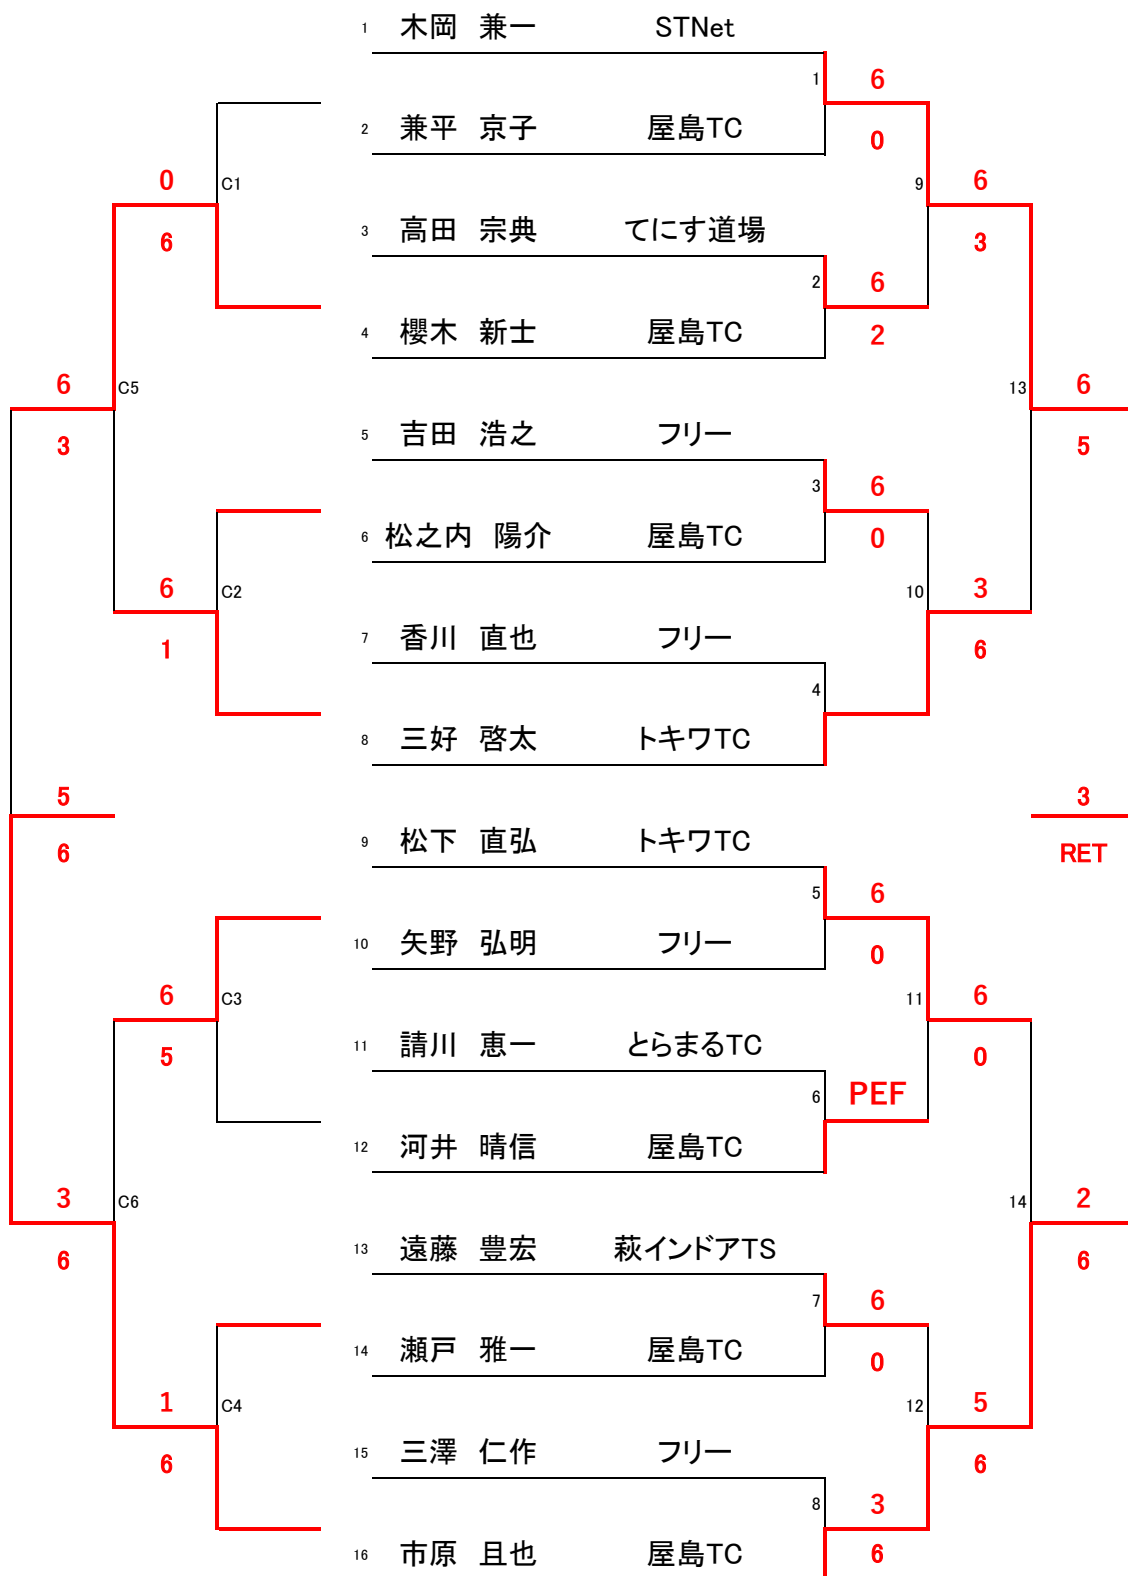 1 木岡 兼一 STNet
1 6
2 兼平 京子 屋島TC 0
0 C1 9 6
6 3 高田 宗典 てにす道場 3
2 6
4 櫻木 新士 屋島TC 2
6 C5 13 6
3 5 吉田 浩之 フリー 5
3 6
6 松之内 陽介 屋島TC 0
6 C2 10 3
1 7 香川 直也 フリー 6
4
8 三好 啓太 トキワTC
5 3
6 9 松下 直弘 トキワTC RET
5 6
10 矢野 弘明 フリー 0
6 C3 11 6
5 11 請川 恵一 とらまるTC 0
6 PEF
12 河井 晴信 屋島TC
3 C6 14 2
6 13 遠藤 豊宏 萩インドアTS 6
7 6
14 瀬戸 雅一 屋島TC 0
1 C4 12 5
6 15 三澤 仁作 フリー 6
8 3
16 市原 且也 屋島TC 6